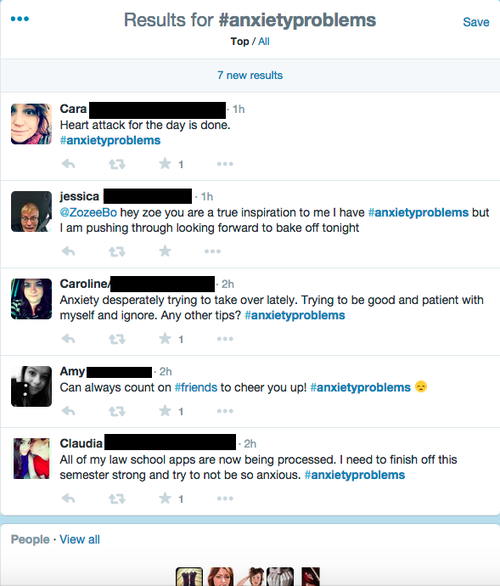 Results for #anxietyproblems
Save
Top / All
7 new results
Cara · 1h
Heart attack for the day is done.
#anxietyproblems
1
jessica · 1h
@ZozeeBo hey zoe you are a true inspiration to me I have #anxietyproblems but
I am pushing through looking forward to bake off tonight
Caroline/ · 2h
Anxiety desperately trying to take over lately. Trying to be good and patient with
myself and ignore. Any other tips? #anxietyproblems
1
Amy · 2h
Can always count on #friends to cheer you up! #anxietyproblems 😞
1
Claudia · 2h
All of my law school apps are now being processed. I need to finish off this
semester strong and try to not be so anxious. #anxietyproblems
1
People · View all